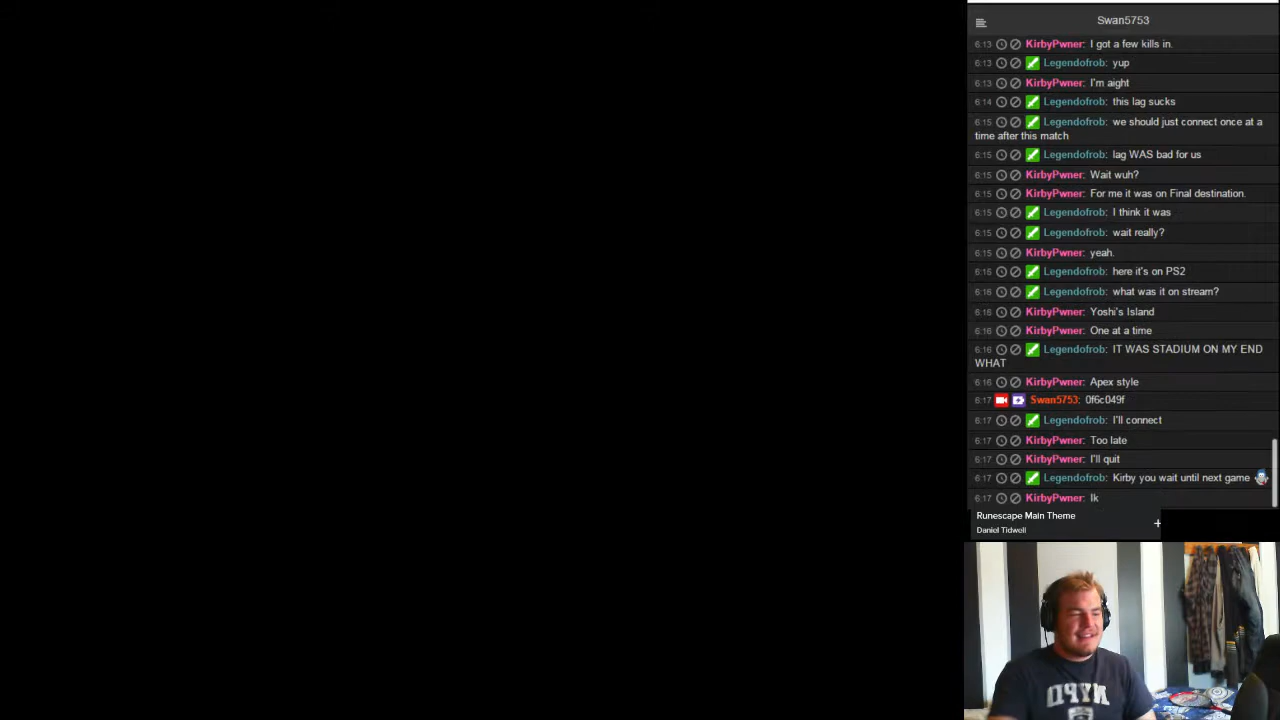 Swan5753
6:13 KirbyPwner: I got a few kills in.
6:13 Legendofrob: yup
6:13 KirbyPwner: I'm aight
6:14 Legendofrob: this lag sucks
6:15 Legendofrob: we should just connect once at a
time after this match
6:15 Legendofrob: lag WAS bad for us
6:15 KirbyPwner: Wait wuh?
6:15 KirbyPwner: For me it was on Final destination.
6:15 Legendofrob: I think it was
6:15 Legendofrob: wait really?
6:15 KirbyPwner: yeah.
6:16 Legendofrob: here it's on PS2
6:16 Legendofrob: what was it on stream?
6:16 KirbyPwner: Yoshi's Island
6:16 KirbyPwner: One at a time
6:16 Legendofrob: IT WAS STADIUM ON MY END
WHAT
6:16 KirbyPwner: Apex style
6:17 Swan5753: 0f6c049f
6:17 Legendofrob: I'll connect
6:17 KirbyPwner: Too late
6:17 KirbyPwner: I'll quit
6:17 Legendofrob: Kirby you wait until next game
6:17 KirbyPwner: Ik
Runescape Main Theme
+
Daniel Tidwell
NYPD